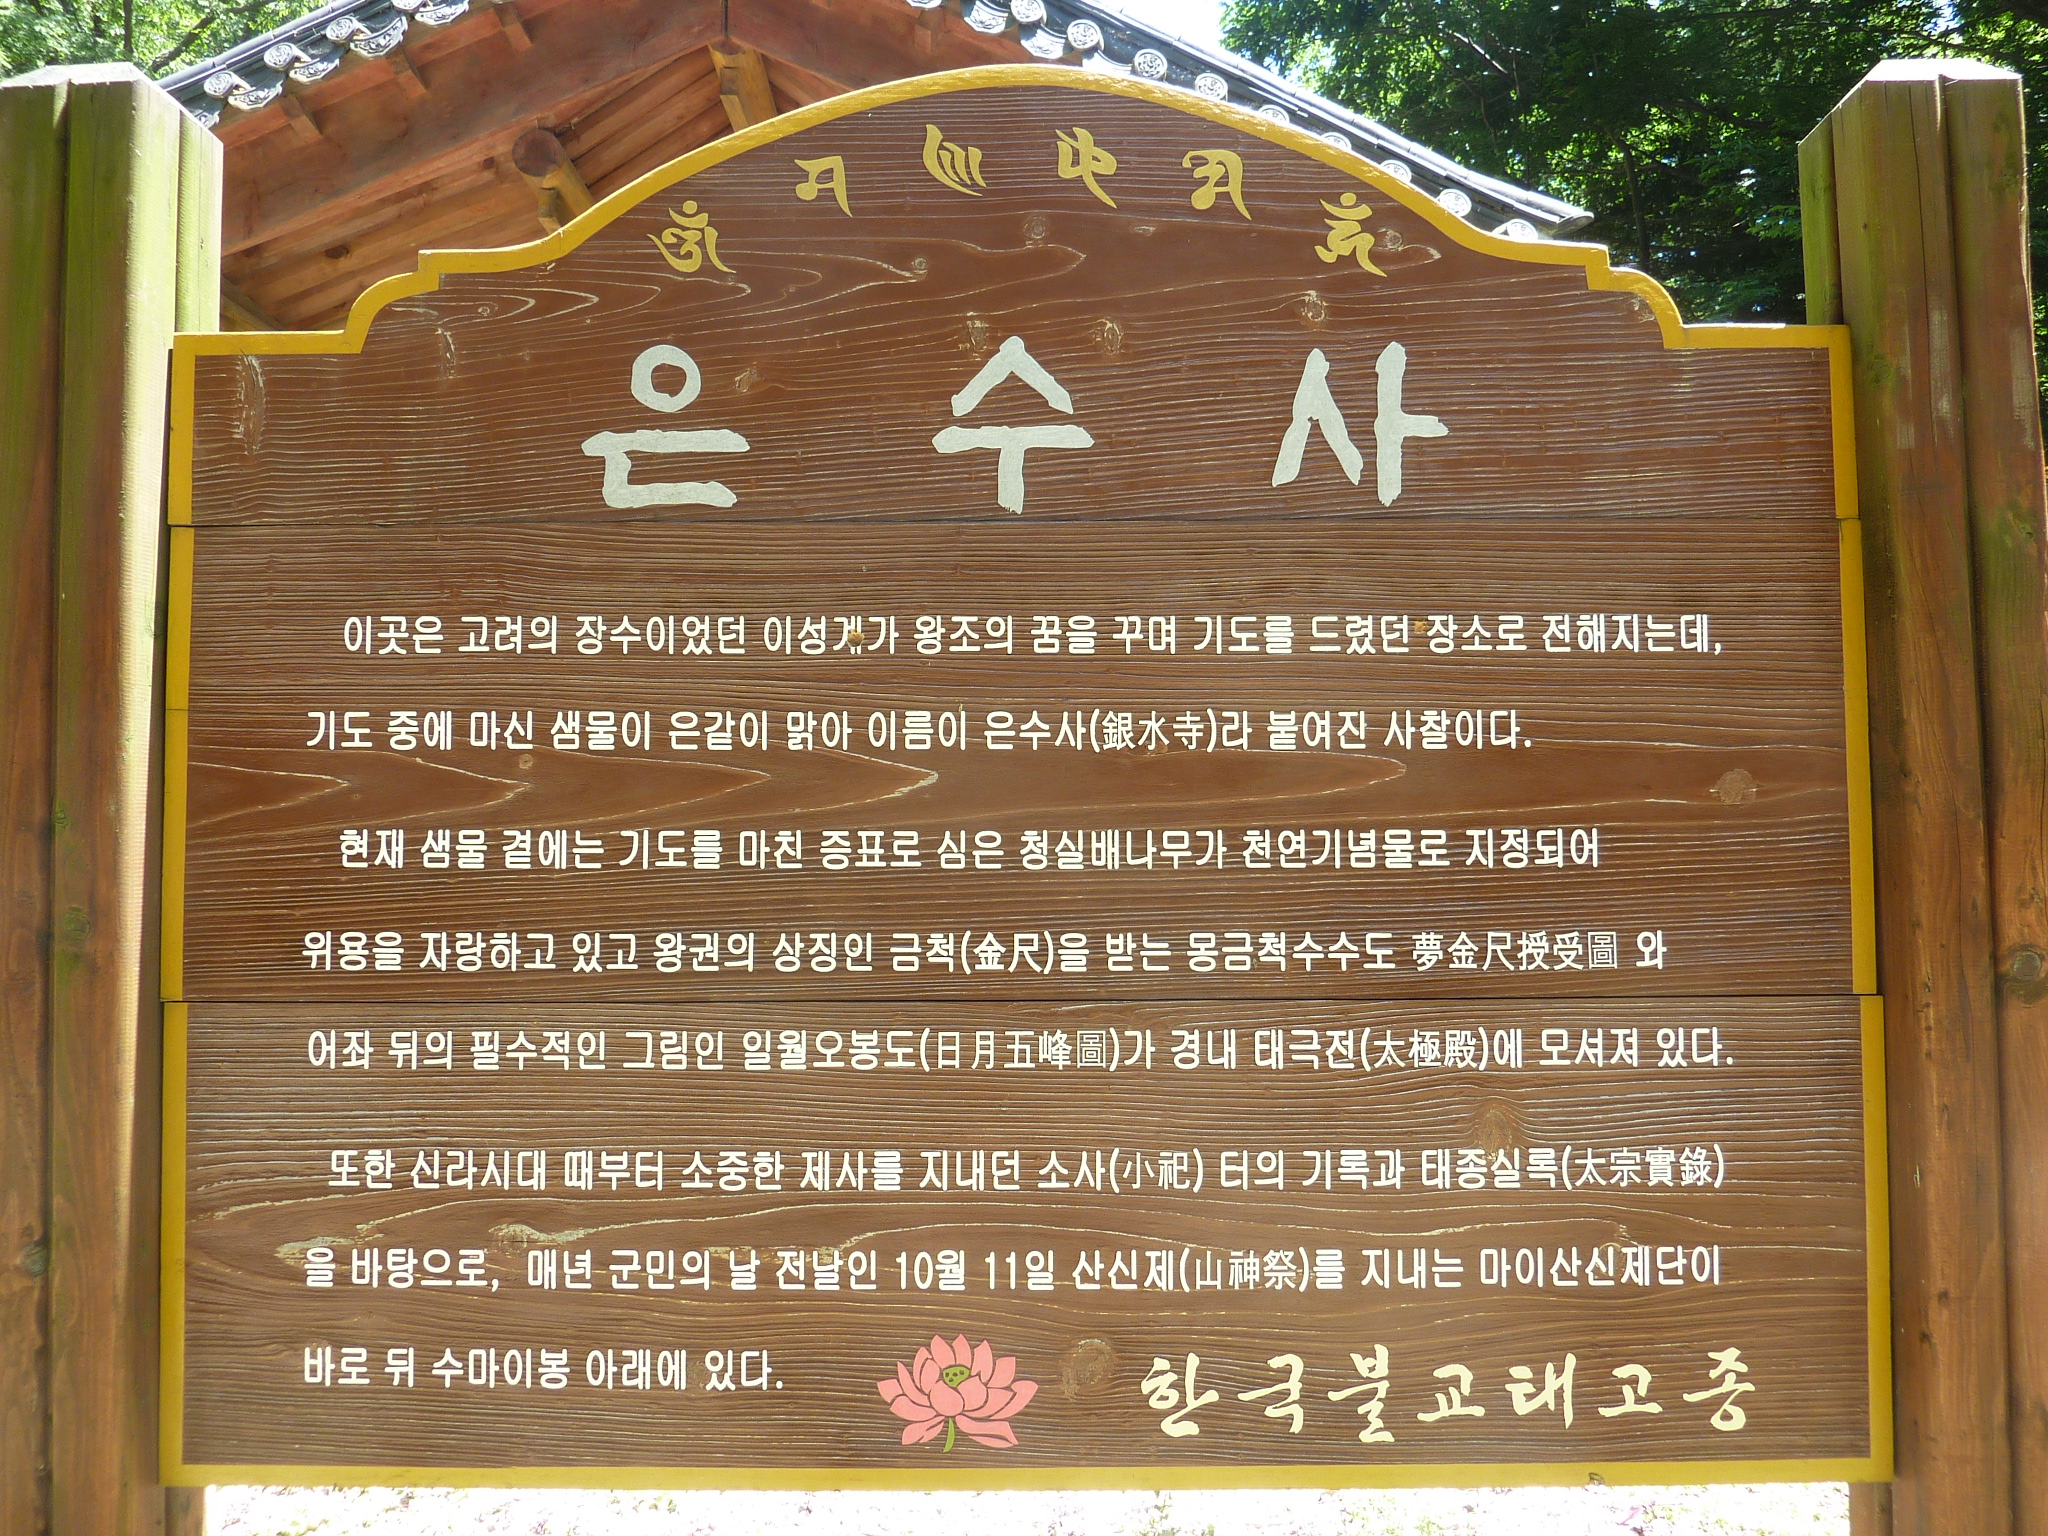 은수사
이곳은 고려의 장수이었던 이성계가 왕조의 꿈을 꾸며 기도를 드렸던 장소로 전해지는데,
기도 중에 마신 샘물이 은같이 맑아 이름이 은수사(銀水寺)라 붙여진 사찰이다.
현재 샘물 곁에는 기도를 마친 증표로 심은 청실배나무가 천연기념물로 지정되어
위용을 자랑하고 있고 왕권의 상징인 금척(金尺)을 받는 몽금척수수도 夢金尺授受圖 와
어좌 뒤의 필수적인 그림인 일월오봉도(日月五峰圖)가 경내 태극전(太極殿)에 모셔져 있다.
또한 신라시대 때부터 소중한 제사를 지내던 소사(小祀) 터의 기록과 태종실록(太宗實錄)
을 바탕으로, 매년 군민의 날 전날인 10월 11일 산신제(山神祭)를 지내는 마이산신제단이
바로 뒤 수마이봉 아래에 있다.
한국불교태고종